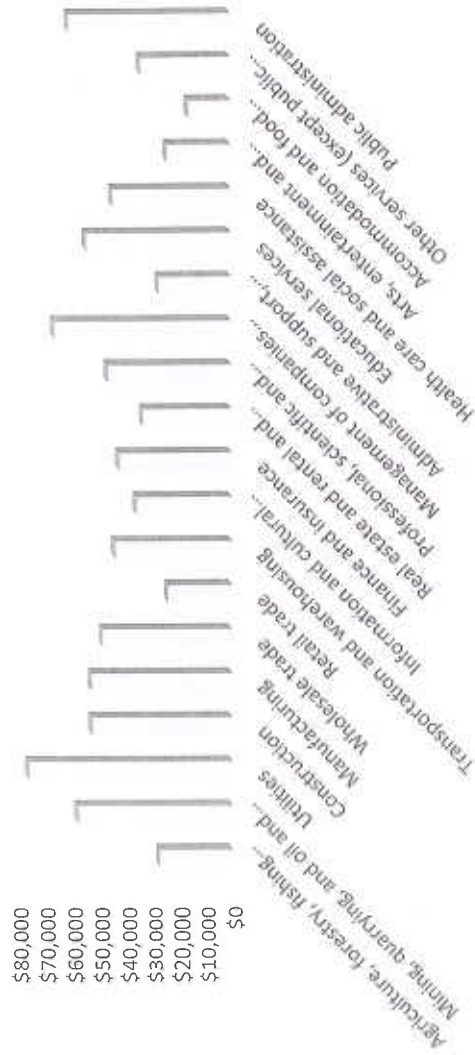 $80,000
$70,000
$60,000
$50,000
$40,000
$30,000
$20,000
$10,000
$0
Agriculture, forestry, fishing...
Mining, quarrying, and oil and...
Utilities
Construction
Manufacturing
Wholesale trade
Retail trade
Transportation and warehousing
Information and cultural...
Finance and insurance
Real estate and rental and...
Professional, scientific and...
Management of companies
Administrative and support...
Educational services
Health care and social assistance
Arts, entertainment and...
Accommodation and food...
Other services (except public...
Public administration